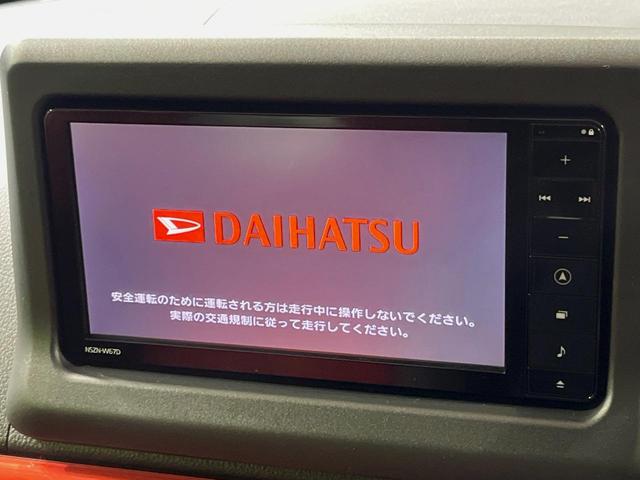 DAIHATSU
安全運転のために運転される方は走行中に操作しないでください。
実際の交通規制に従って走行してください。
NSZN-W67D